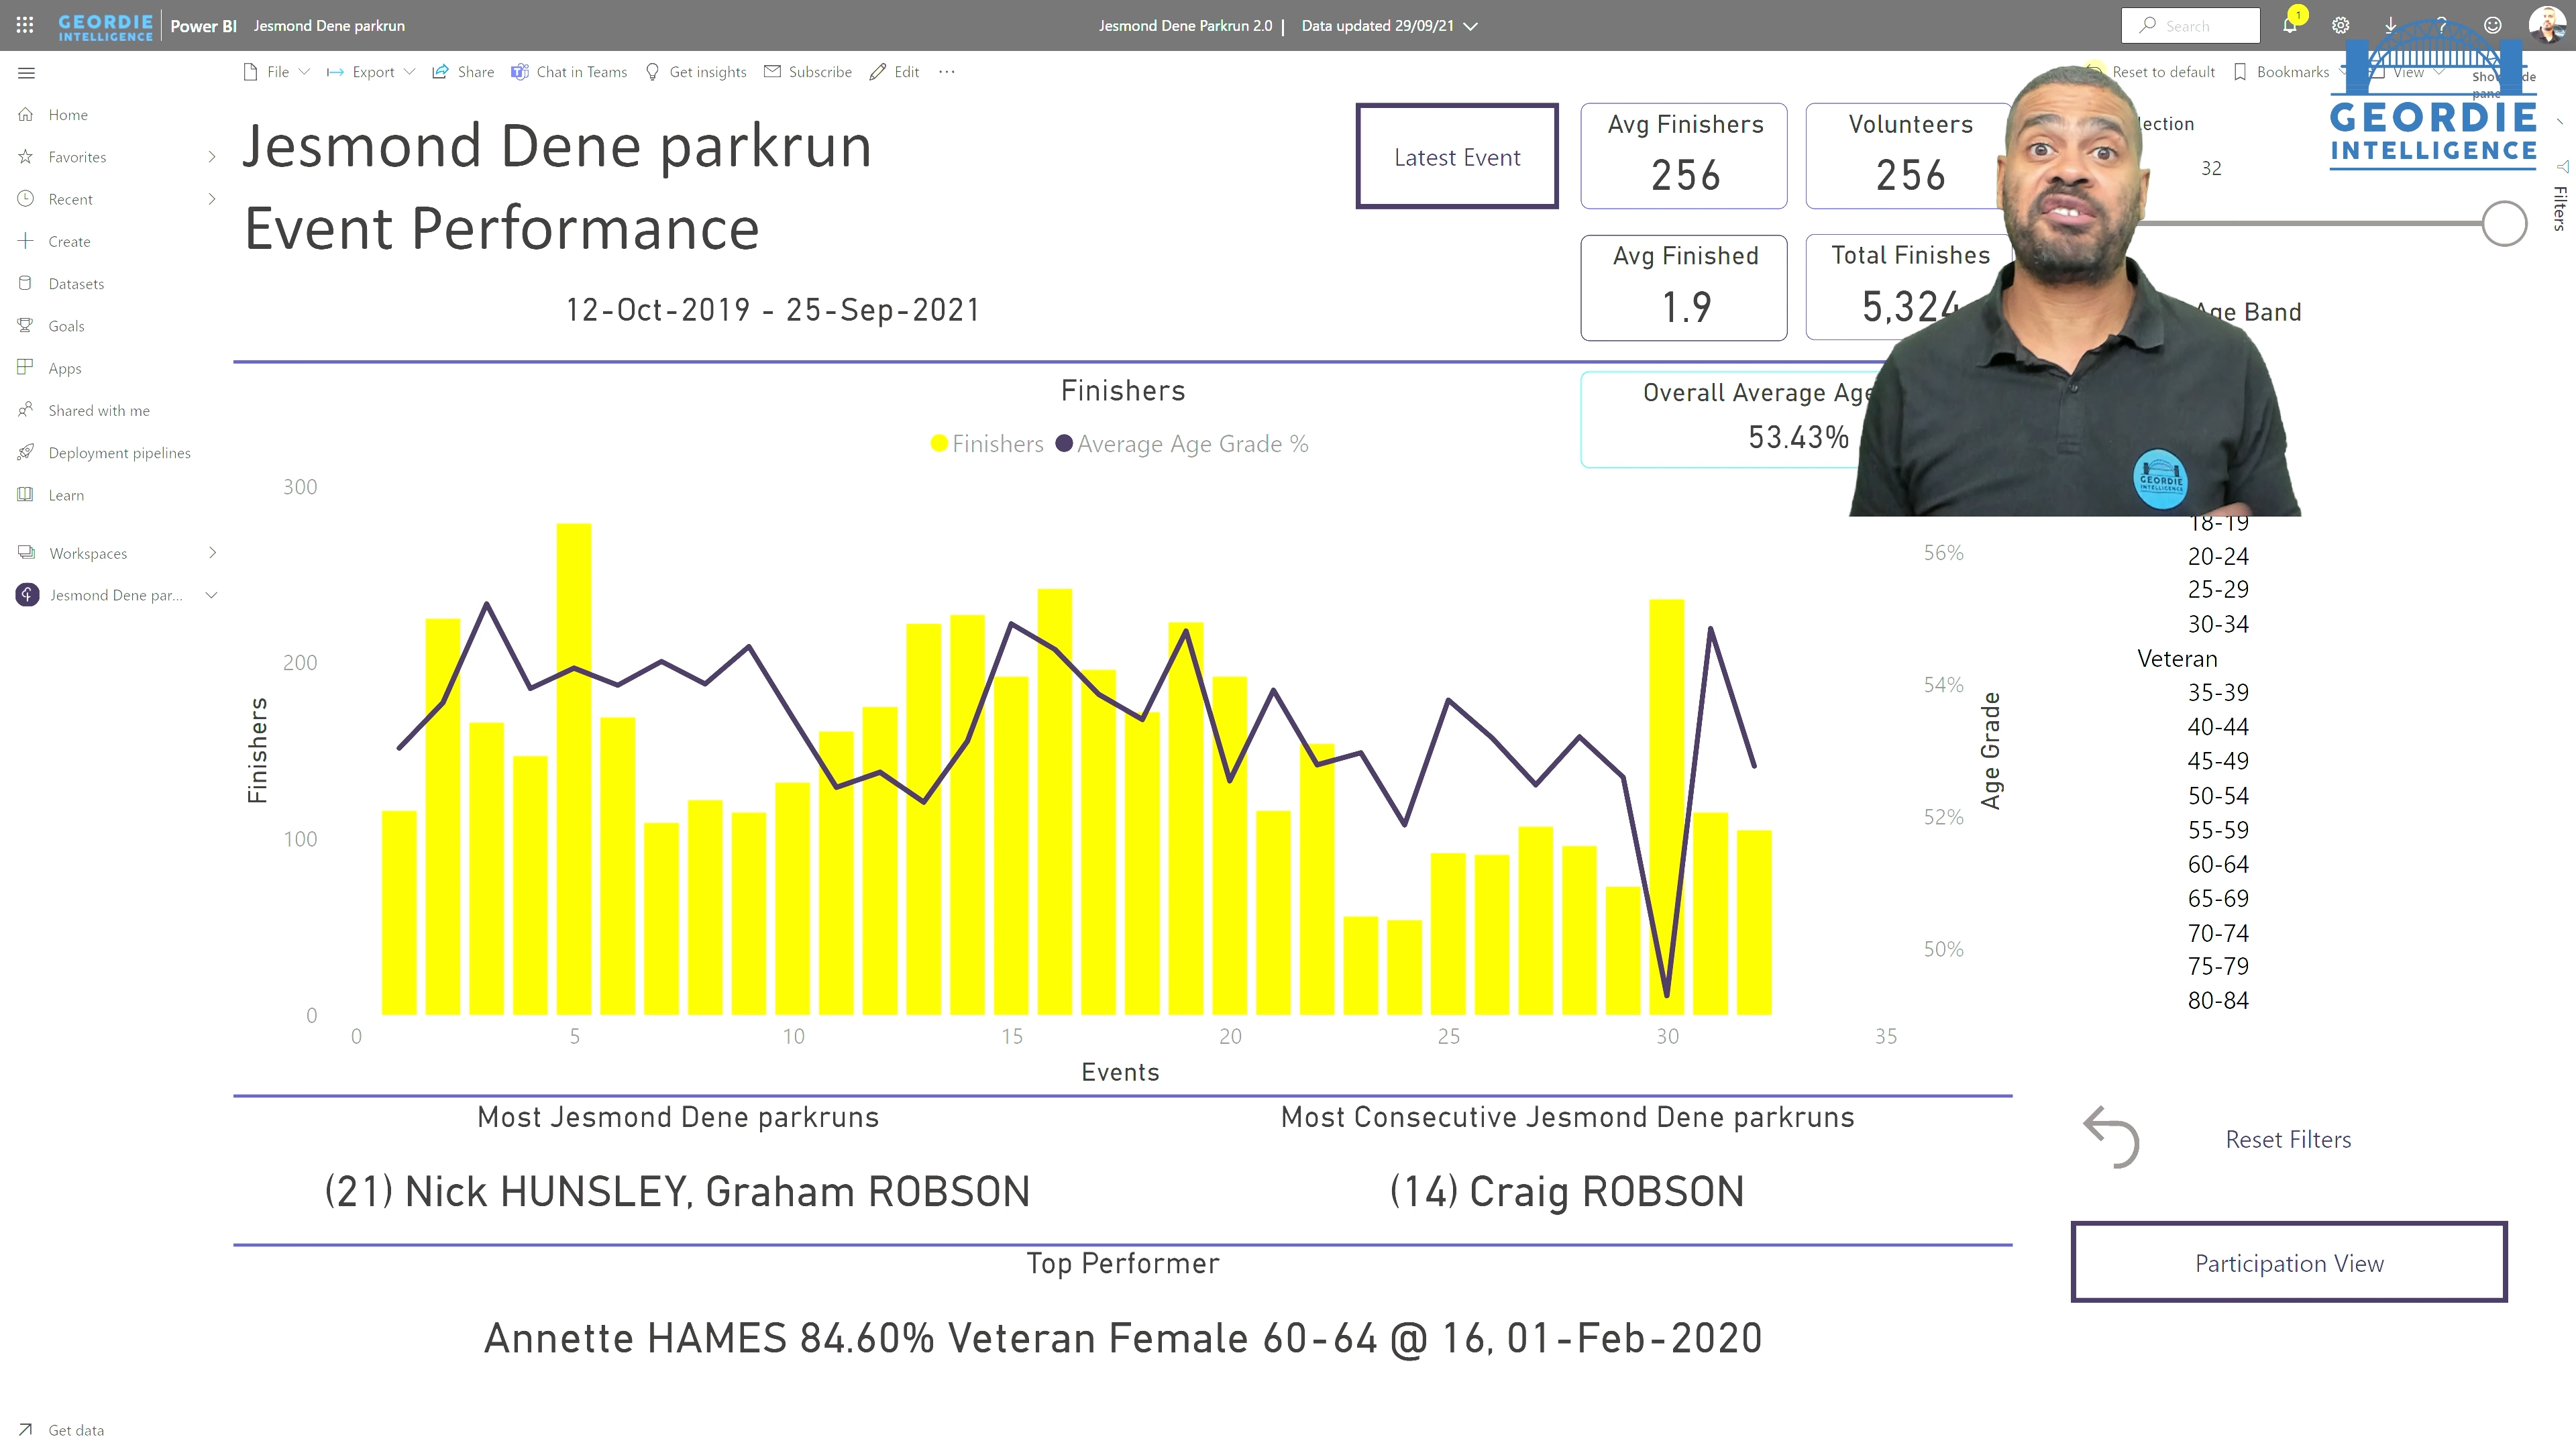 GEORDIE
INTELLIGENCE
Power BI
Jesmond Dene parkrun
Jesmond Dene Parkrun 2.0 | Data updated 29/09/21
Search
1
?
File
Export
Share
Chat in Teams
Get insights
Subscribe
Edit
...
Reset to default
Bookmarks
View
GEORDIE
INTELLIGENCE
Home
Favorites
Recent
Create
Datasets
Goals
Apps
Shared with me
Deployment pipelines
Learn
Workspaces
Jesmond Dene par...
Get data
Jesmond Dene parkrun
Event Performance
12-Oct-2019 - 25-Sep-2021
Latest Event
Avg Finishers
256
Volunteers
256
Avg Finished
1.9
Total Finishes
5,324
32
Filters
Age Band
Finishers
Finishers
Average Age Grade %
Overall Average Age
53.43%
GEORDIE
INTELLIGENCE
300
200
100
0
Finishers
56%
54%
52%
50%
Age Grade
0
5
10
15
20
25
30
35
Events
18-19
20-24
25-29
30-34
Veteran
35-39
40-44
45-49
50-54
55-59
60-64
65-69
70-74
75-79
80-84
Most Jesmond Dene parkruns
(21) Nick HUNSLEY, Graham ROBSON
Most Consecutive Jesmond Dene parkruns
(14) Craig ROBSON
Top Performer
Annette HAMES 84.60% Veteran Female 60-64 @ 16, 01-Feb-2020
Reset Filters
Participation View